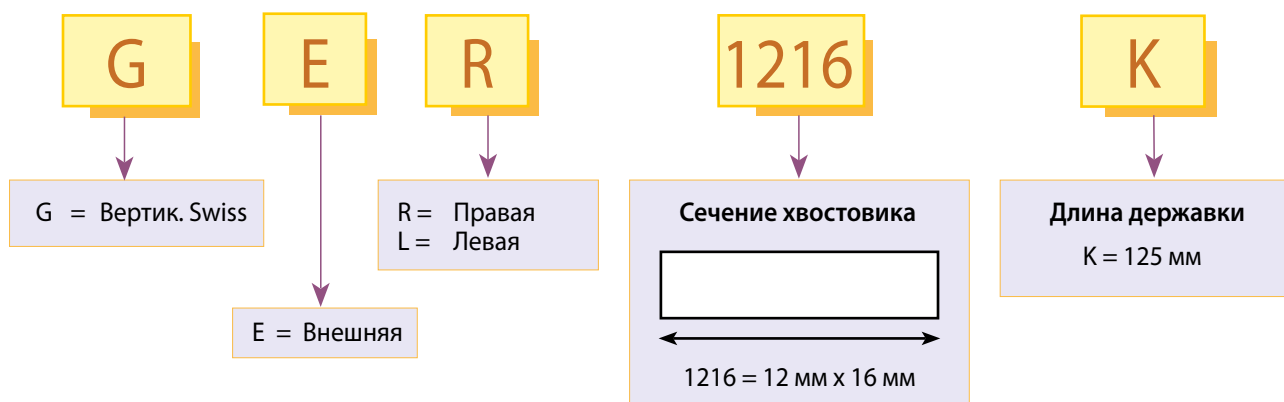 G E R 1216 K
G = Вертик. Swiss
E = Внешняя
R = Правая
L = Левая
Сечение хвостовика
1216 = 12 мм x 16 мм
Длина державки
K = 125 мм